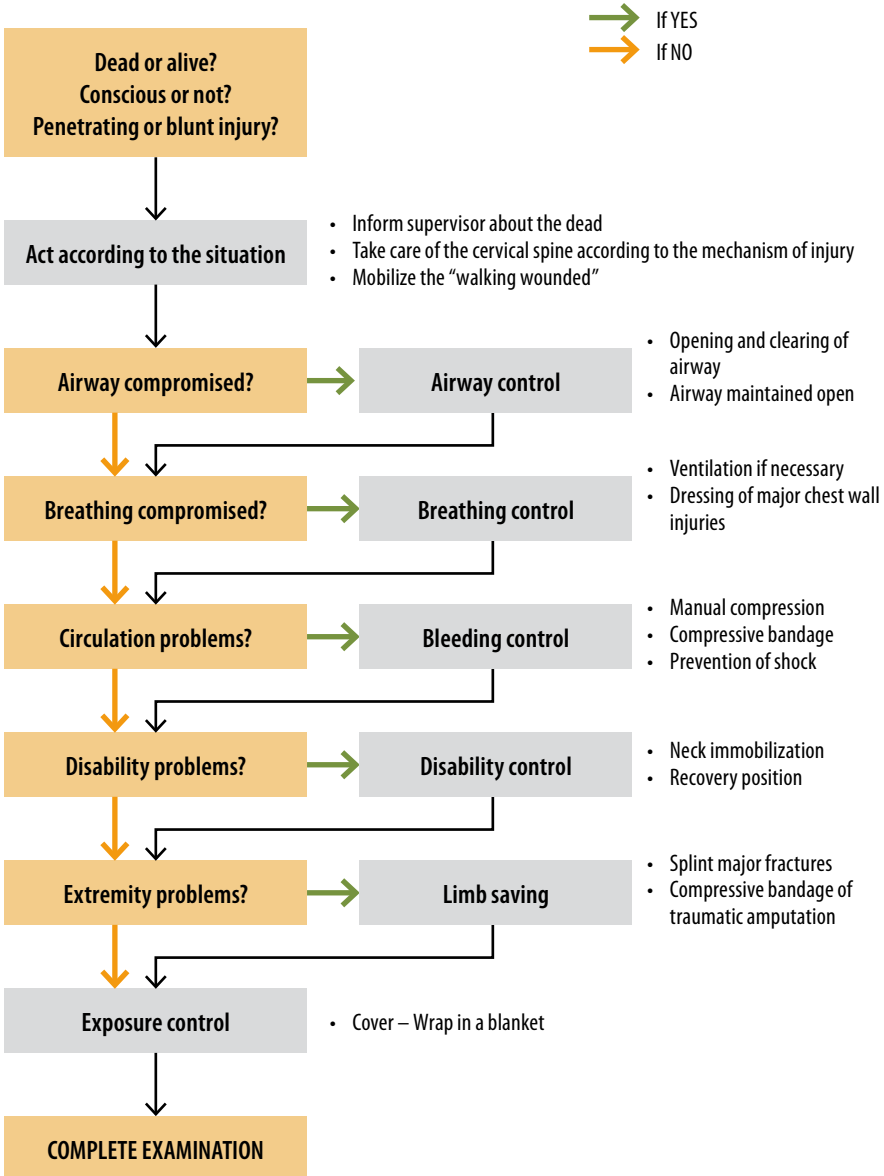 If YES
If NO
Dead or alive?
Conscious or not?
Penetrating or blunt injury?
Act according to the situation
• Inform supervisor about the dead
• Take care of the cervical spine according to the mechanism of injury
• Mobilize the “walking wounded”
Airway compromised?
Airway control
• Opening and clearing of
airway
• Airway maintained open
Breathing compromised?
Breathing control
• Ventilation if necessary
• Dressing of major chest wall
injuries
Circulation problems?
Bleeding control
• Manual compression
• Compressive bandage
• Prevention of shock
Disability problems?
Disability control
• Neck immobilization
• Recovery position
Extremity problems?
Limb saving
• Splint major fractures
• Compressive bandage of
traumatic amputation
Exposure control
• Cover – Wrap in a blanket
COMPLETE EXAMINATION